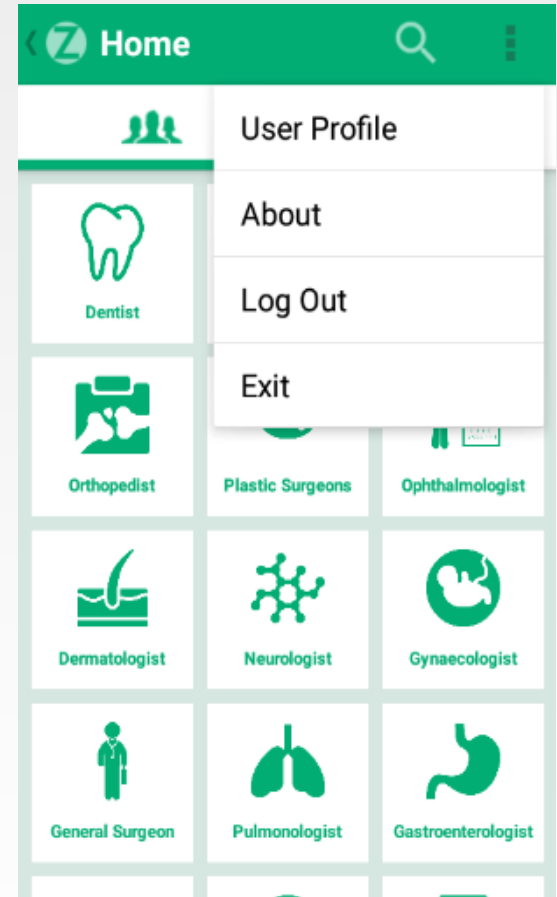 Z Home
User Profile
About
Log Out
Exit
Dentist
Orthopedist
Plastic Surgeons
Ophthalmologist
Dermatologist
Neurologist
Gynaecologist
General Surgeon
Pulmonologist
Gastroenterologist